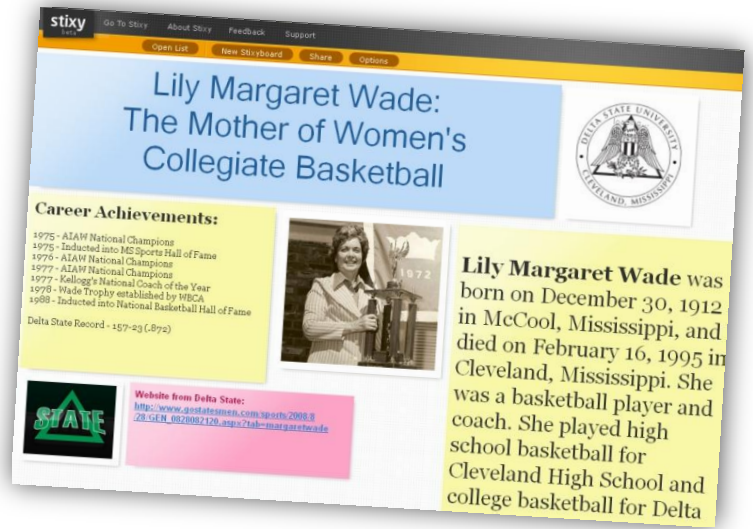 stixy
beta
Go To Stixy
About Stixy
Feedback
Support
Open List
New Stixyboard
Share
Options
Lily Margaret Wade:
The Mother of Women's
Collegiate Basketball
DELTA STATE UNIVERSITY
CLEVELAND, MISSISSIPPI
Career Achievements:
1975 - AIAW National Champions
1975 - Inducted into MS Sports Hall of Fame
1976 - AIAW National Champions
1977 - AIAW National Champions
1977 - Kellogg's National Coach of the Year
1978 - Wade Trophy established by WBCA
1988 - Inducted into National Basketball Hall of Fame
Delta State Record - 157-23 (.872)
1972
Lily Margaret Wade was
born on December 30, 1912
in McCool, Mississippi, and
died on February 16, 1995 in
Cleveland, Mississippi. She
was a basketball player and
coach. She played high
school basketball for
Cleveland High School and
college basketball for Delta
STATE
Website from Delta State:
http://www.gostatesmen.com/sports/2008/8
/28/GEN_0828082120.aspx?tab=margaretwade